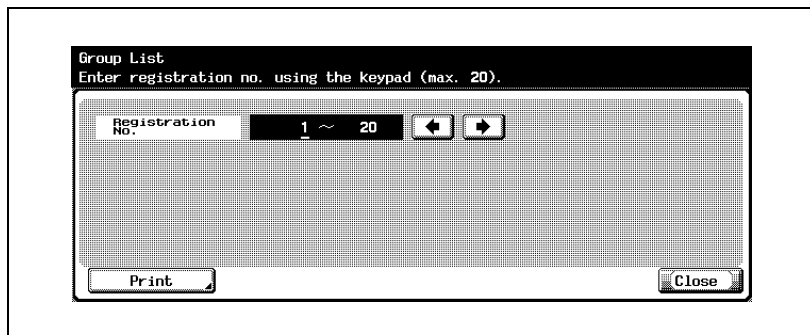 Group List
Enter registration no. using the keypad (max. 20).
Registration
No.
1 ~ 20
Print
Close